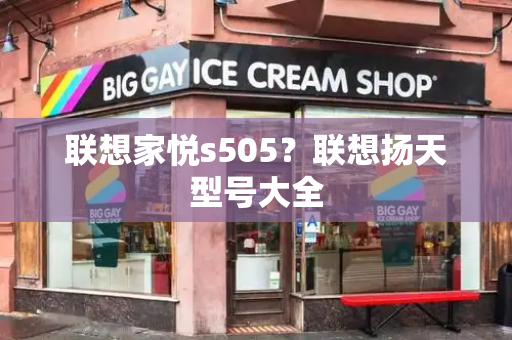 BIG GAY ICE CREAM SHOP
联想家悦s505？联想扬天
型号大全
BIG GAY
ICE CREAM SHOP
BIG GAY
ICE CREAM SHOP
A